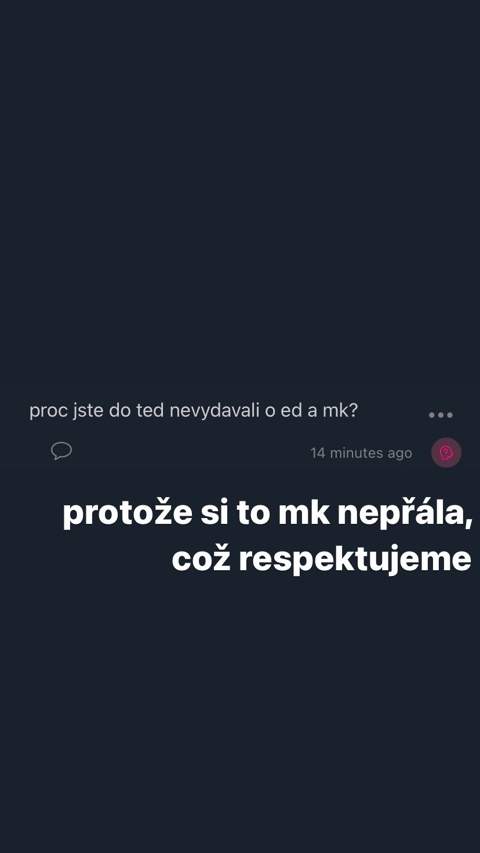 proc jste do ted nevydavali o ed a mk?
14 minutes ago
protože si to mk nepřála,
což respektujeme